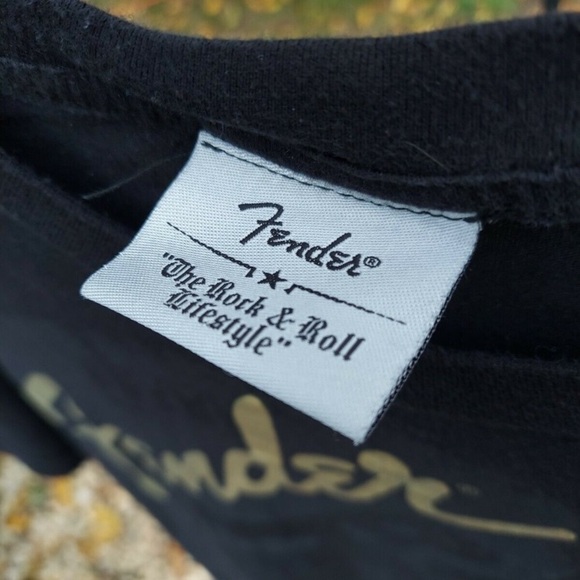 Fender®
"The Rock & Roll
Lifestyle"
Fender